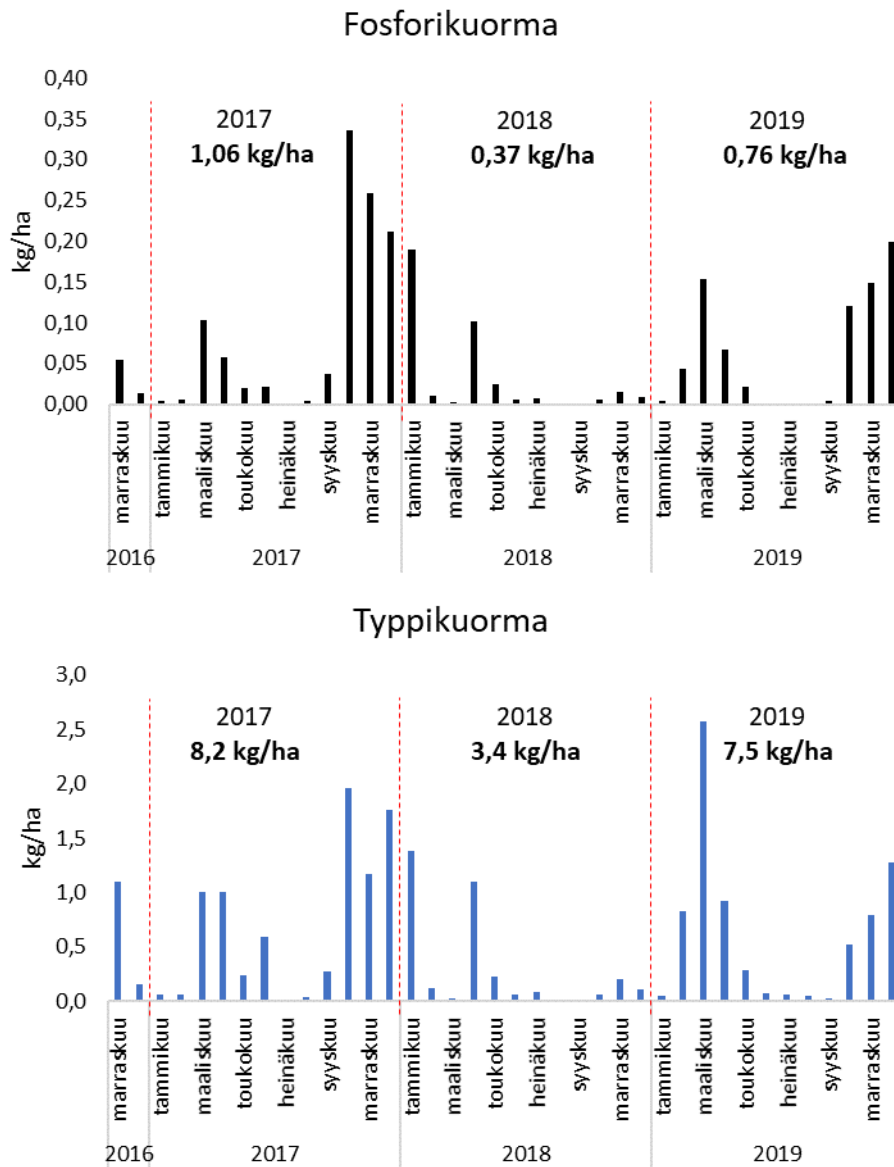 Fosforikuorma
0,40
0,35
0,30
0,25
0,20
0,15
0,10
0,05
0,00
kg/ha
2017
1,06 kg/ha
2018
0,37 kg/ha
2019
0,76 kg/ha
marraskuu
tammikuu
maaliskuu
toukokuu
heinäkuu
syyskuu
marraskuu
tammikuu
maaliskuu
toukokuu
heinäkuu
syyskuu
marraskuu
tammikuu
maaliskuu
toukokuu
heinäkuu
syyskuu
marraskuu
2016
2017
2018
2019
Typpikuorma
3,0
2,5
2,0
1,5
1,0
0,5
0,0
kg/ha
2017
8,2 kg/ha
2018
3,4 kg/ha
2019
7,5 kg/ha
marraskuu
tammikuu
maaliskuu
toukokuu
heinäkuu
syyskuu
marraskuu
tammikuu
maaliskuu
toukokuu
heinäkuu
syyskuu
marraskuu
tammikuu
maaliskuu
toukokuu
heinäkuu
syyskuu
marraskuu
2016
2017
2018
2019